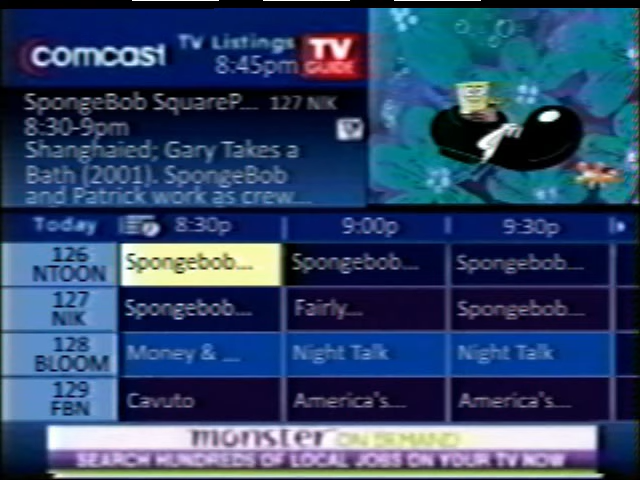 comcast TV Listings TV GUIDE
8:45pm
SpongeBob SquareP... 127 NIK
8:30-9pm
Shanghaied; Gary Takes a
Bath (2001). SpongeBob
and Patrick work as crew...
Today 8:30p 9:00p 9:30p
126 NTOON Spongebob... Spongebob... Spongebob...
127 NIK Spongebob... Fairly... Spongebob...
128 BLOOM Money & ... Night Talk Night Talk
129 FBN Cavuto America's... America's...
monster ON DEMAND
SEARCH HUNDREDS OF LOCAL JOBS ON YOUR TV NOW